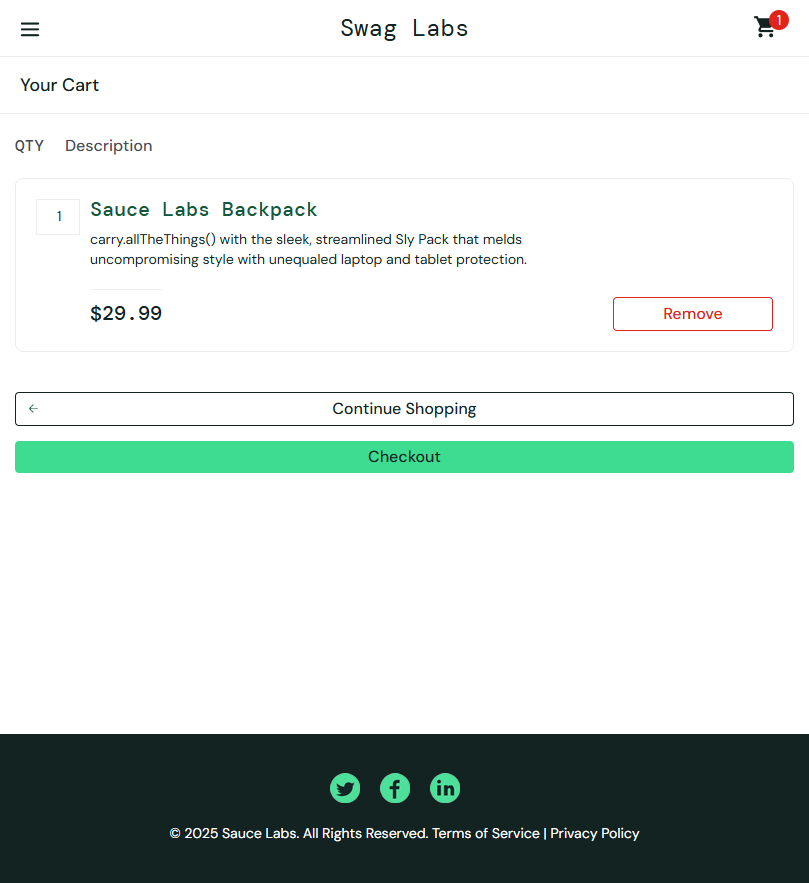 Swag Labs
1
Your Cart
QTY Description
1
Sauce Labs Backpack
carry.allTheThings() with the sleek, streamlined Sly Pack that melds
uncompromising style with unequaled laptop and tablet protection.
$29.99
Remove
Continue Shopping
Checkout
© 2025 Sauce Labs. All Rights Reserved. Terms of Service | Privacy Policy